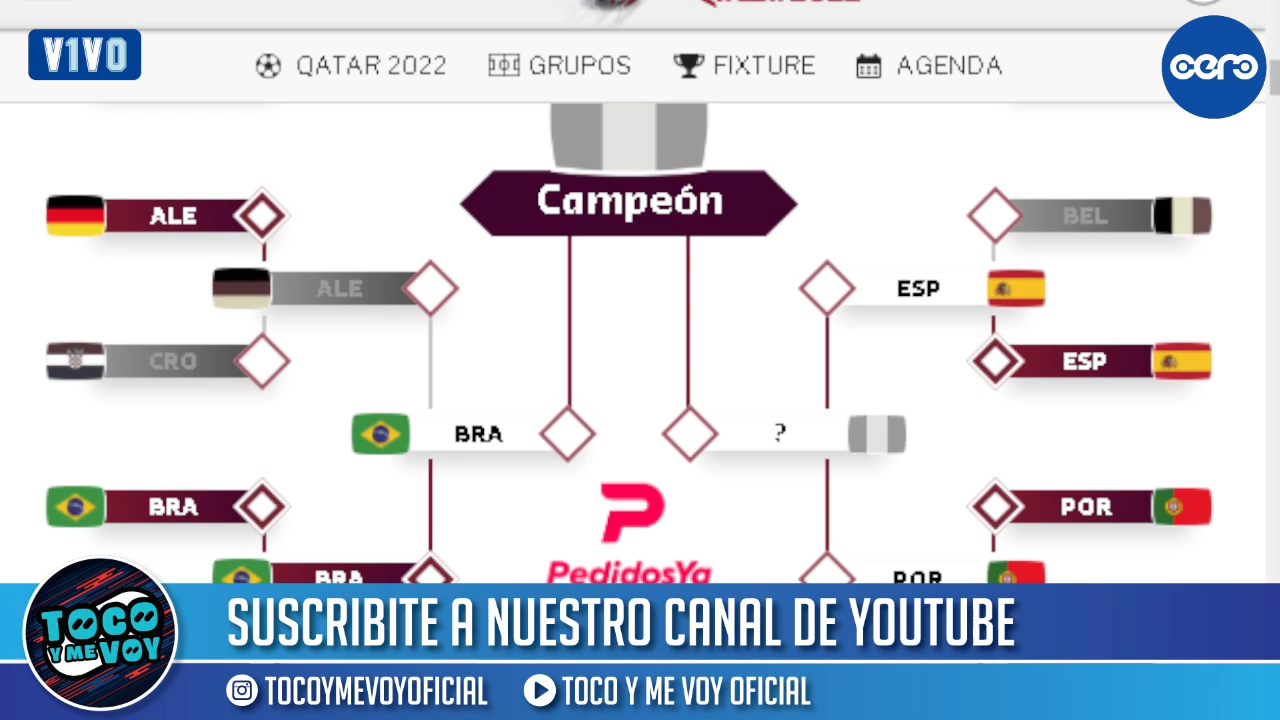 V1VO
QATAR 2022
GRUPOS
FIXTURE
AGENDA
cero
Campeón
ALE
BEL
ALE
ESP
CRO
ESP
BRA
?
BRA
POR
PedidosYa
BRA
POR
TOCO
Y ME VOY
SUSCRIBITE A NUESTRO CANAL DE YOUTUBE
TOCOYMEVOYOFICIAL
TOCO Y ME VOY OFICIAL